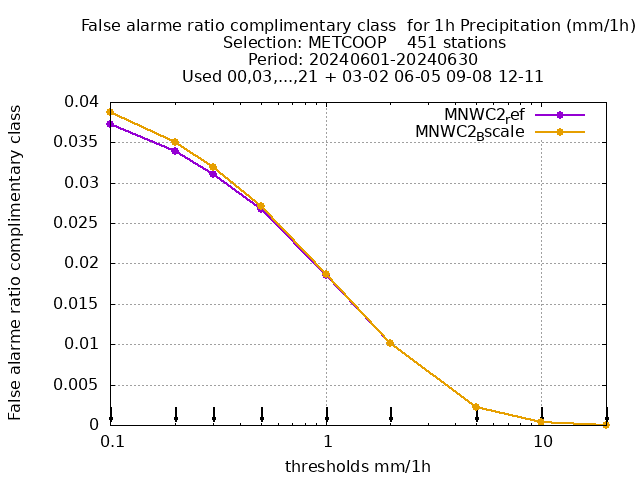 False alarme ratio complimentary class  for 1h Precipitation (mm/1h)
Selection: METCOOP    451 stations
Period: 20240601-20240630
Used 00,03,...,21 + 03-02 06-05 09-08 12-11
False alarme ratio complimentary class
0.04
0.035
0.03
0.025
0.02
0.015
0.01
0.005
0
MNWC2ref
MNWC2Bscale
0.1 1 10
thresholds mm/1h